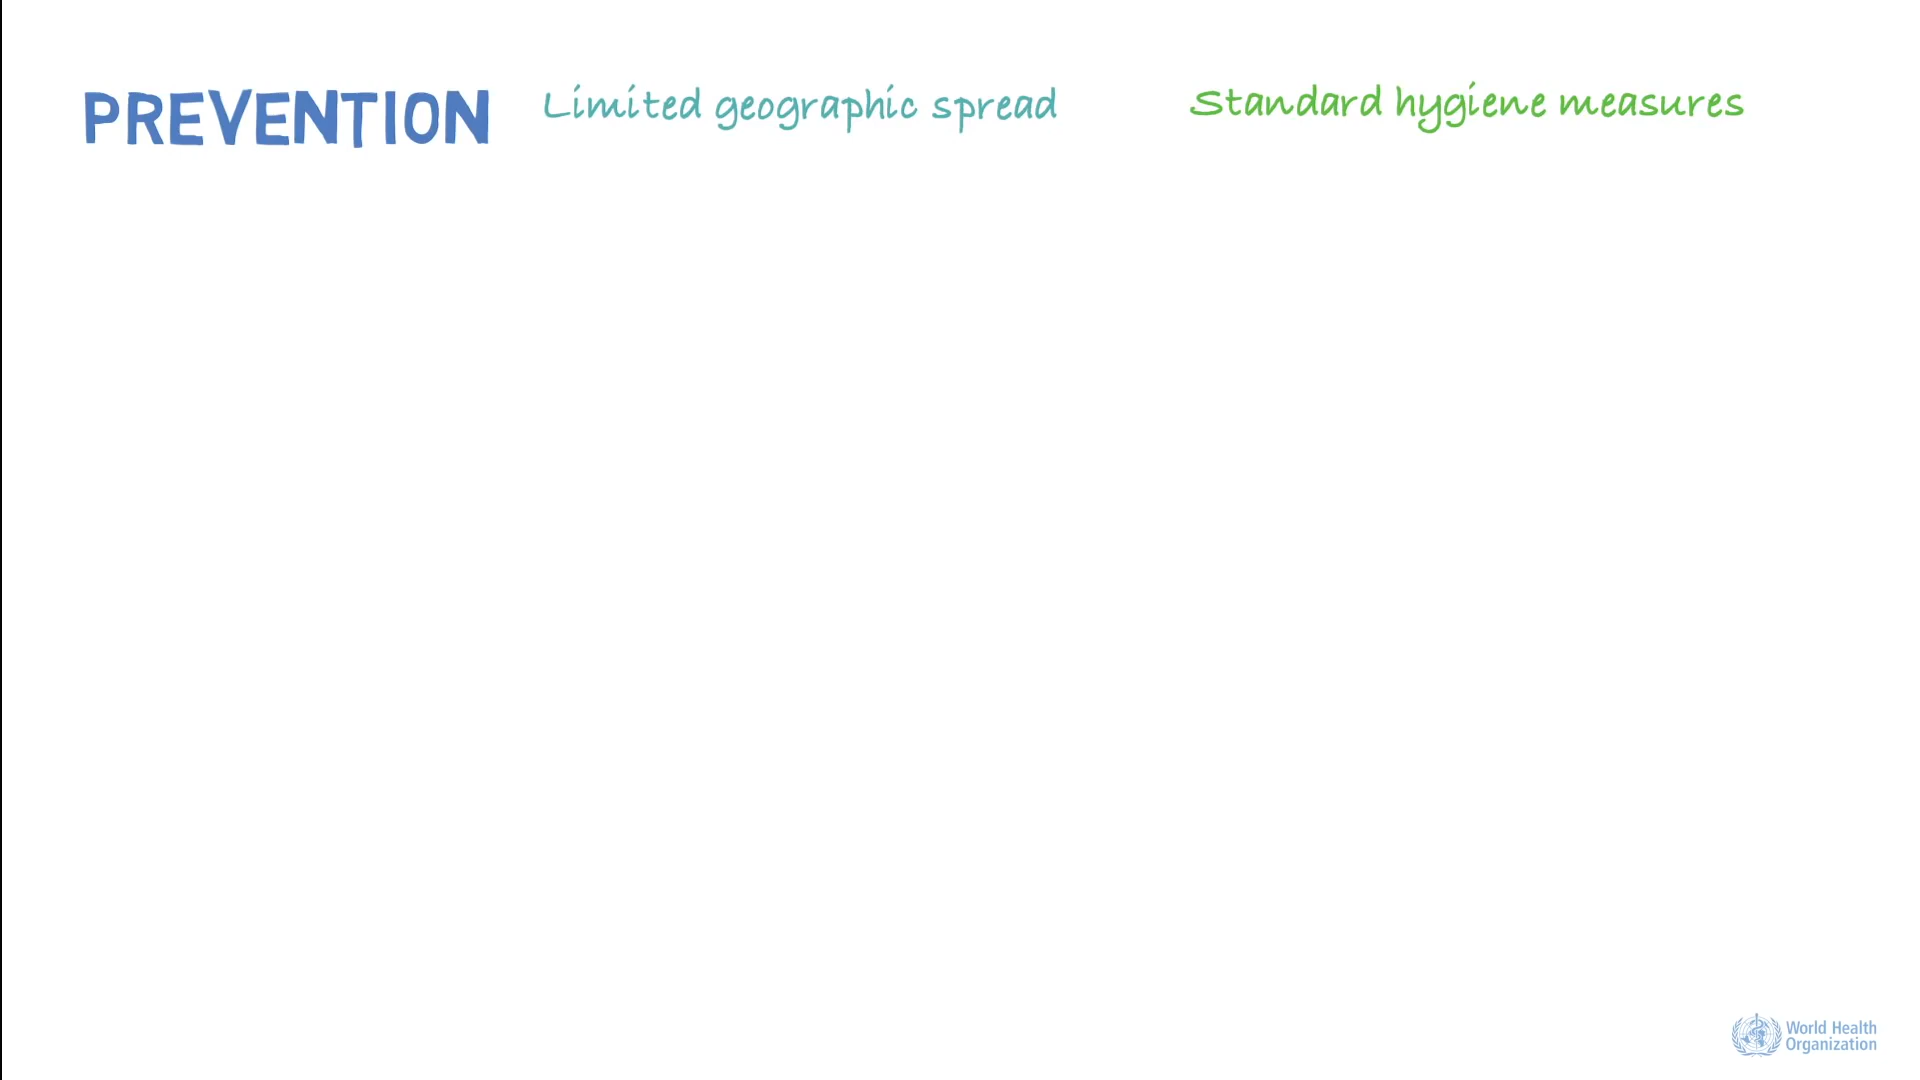 PREVENTION
Limited geographic spread
Standard hygiene measures
World Health
Organization